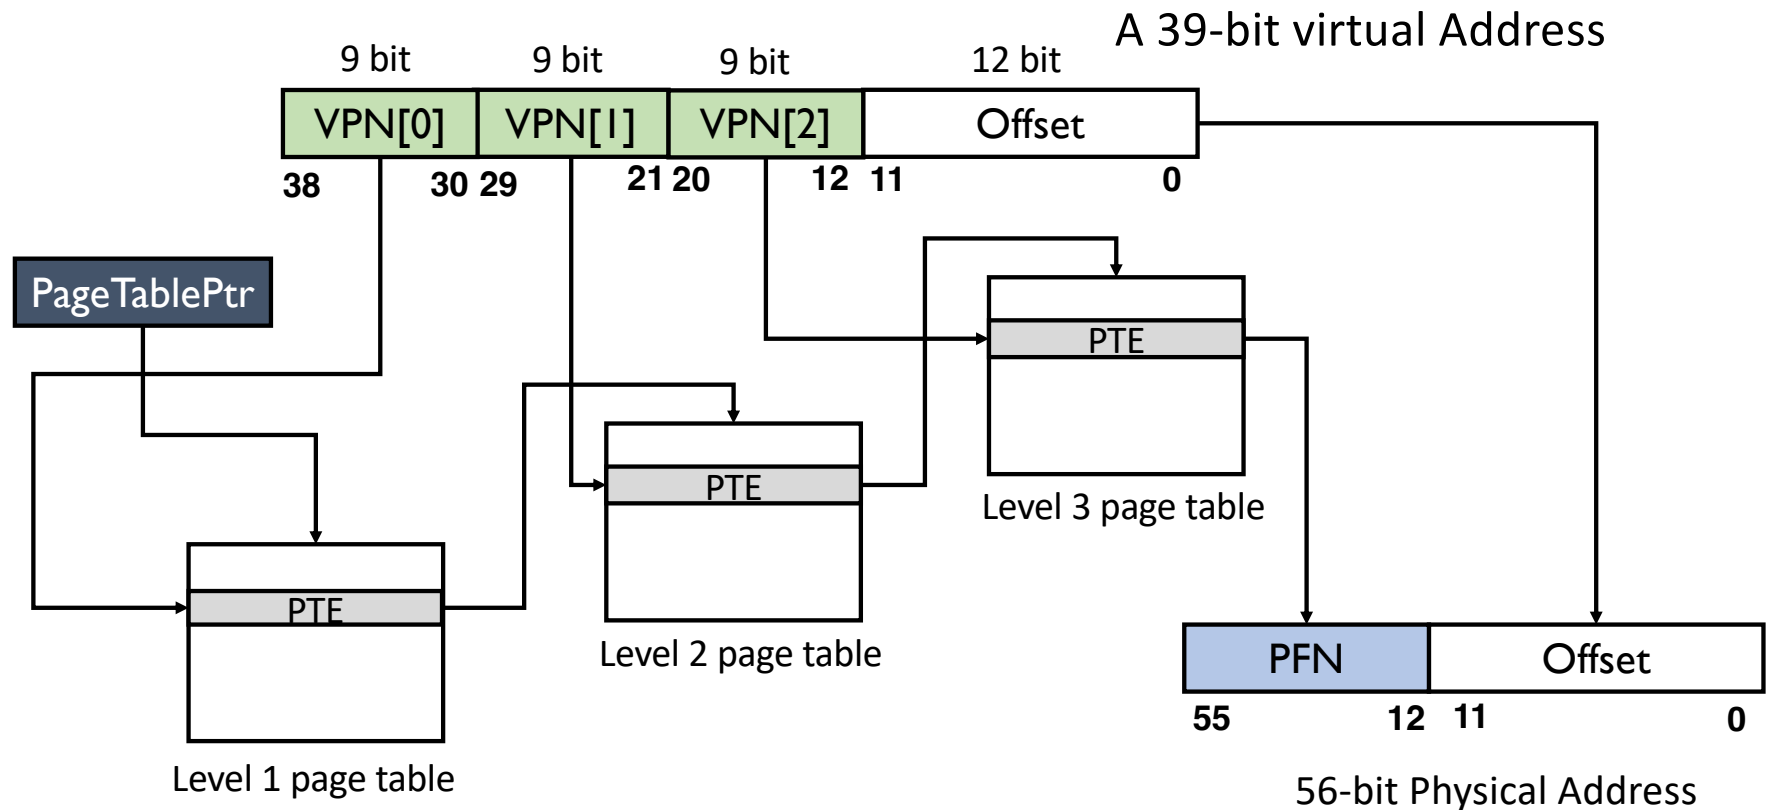 A 39-bit virtual Address
9 bit 9 bit 9 bit 12 bit
VPN[0] VPN[1] VPN[2] Offset
38 30 29 21 20 12 11 0
PageTablePtr
PTE
Level 3 page table
PTE
Level 2 page table
PTE
Level 1 page table
PFN Offset
55 12 11 0
56-bit Physical Address